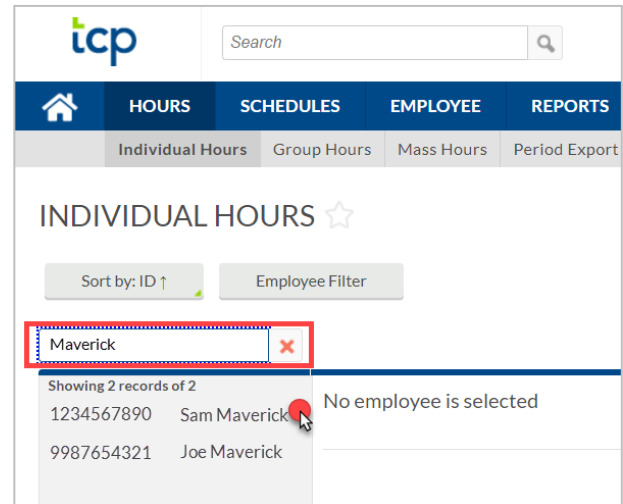 tcp
Search
HOURS SCHEDULES EMPLOYEE REPORTS
Individual Hours Group Hours Mass Hours Period Export
INDIVIDUAL HOURS
Sort by: ID ↑ Employee Filter
Maverick
Showing 2 records of 2
1234567890 Sam Maverick
No employee is selected
9987654321 Joe Maverick